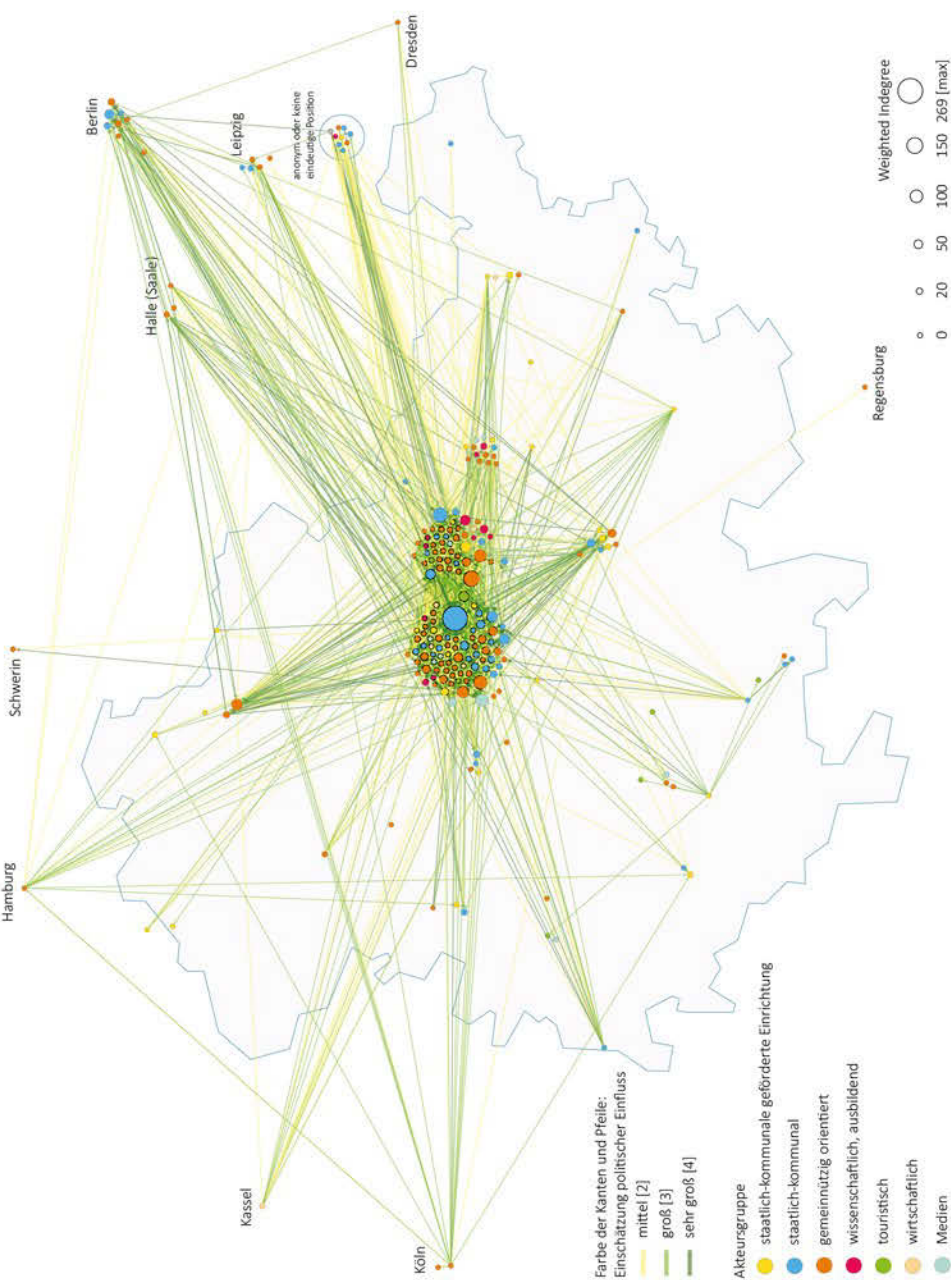 Schwerin
Hamburg
Berlin
Dresden
Leipzig
Halle (Saale)
anonym oder keine
eindeutige Position
Kassel
Köln
Regensburg
Farbe der Kanten und Pfeile:
Einschätzung politischer Einfluss
mittel [2]
groß [3]
sehr groß [4]
Akteursgruppe
staatlich-kommunale geförderte Einrichtung
staatlich-kommunal
gemeinnützig orientiert
wissenschaftlich, ausbildend
touristisch
wirtschaftlich
Medien
Weighted Indegree
0 20 50 100 150 269 [max]